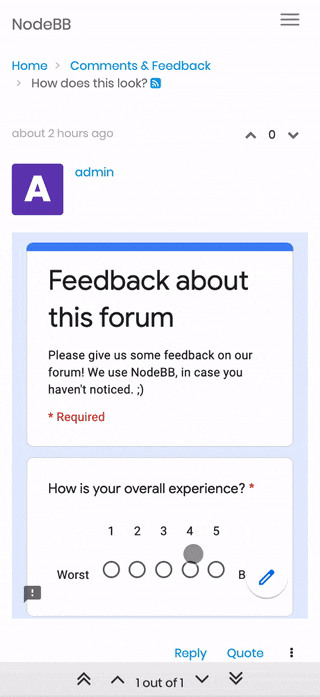 NodeBB
Home > Comments & Feedback
> How does this look?
about 2 hours ago
0
A
admin
Feedback about
this forum
Please give us some feedback on our
forum! We use NodeBB, in case you
haven't noticed. ;)
* Required
How is your overall experience? *
1 2 3 4 5
Worst B
Reply Quote
1 out of 1